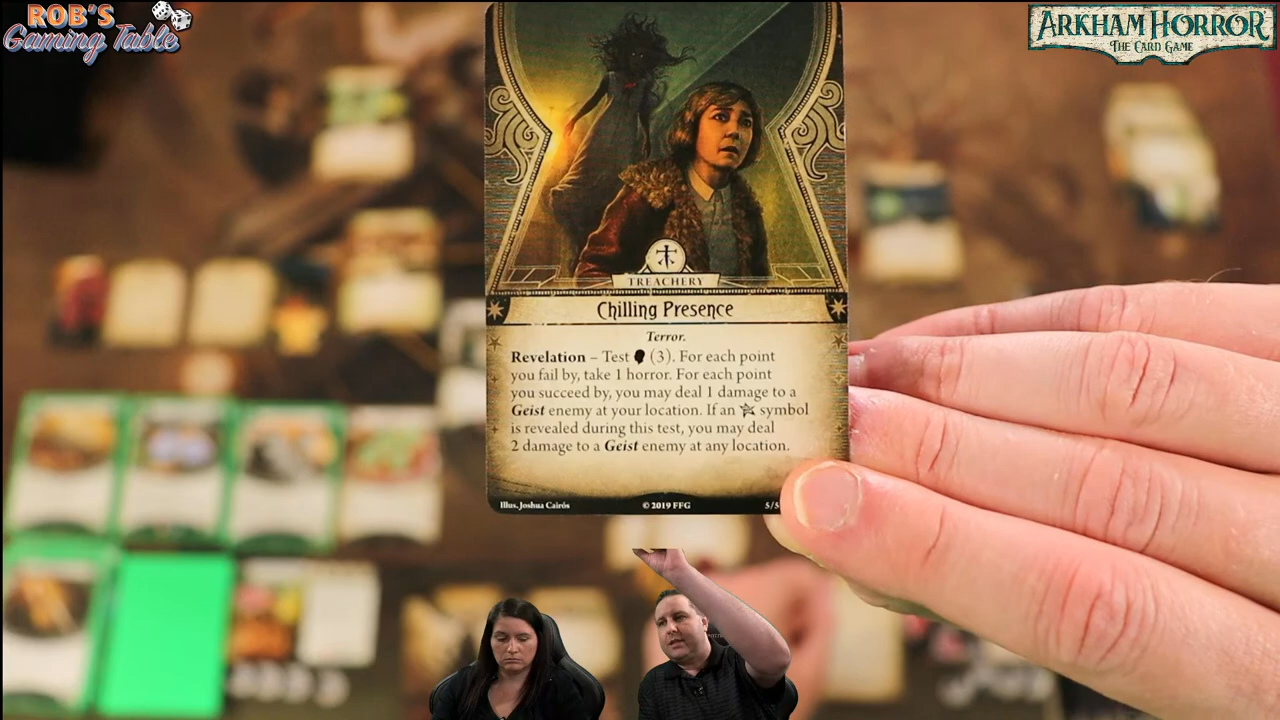 ROB'S
Gaming Table
ARKHAM HORROR
THE CARD GAME
TREACHERY
Chilling Presence
Terror.
Revelation – Test (3). For each point
you fail by, take 1 horror. For each point
you succeed by, you may deal 1 damage to a
Geist enemy at your location. If an symbol
is revealed during this test, you may deal
2 damage to a Geist enemy at any location.
Illus. Joshua Cairós
© 2019 FFG